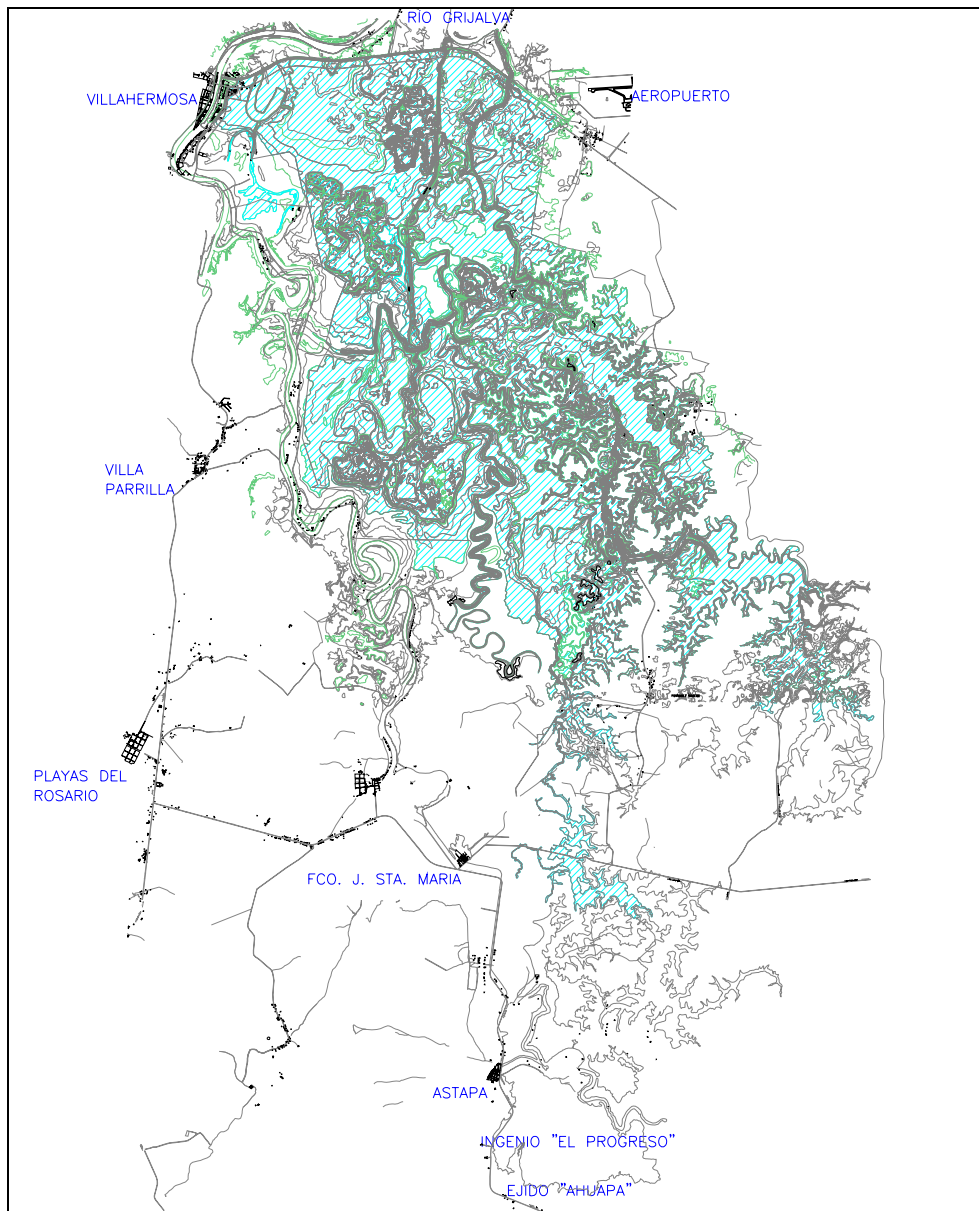 RIO GRIJALVA
VILLAHERMOSA
AEROPUERTO
VILLA
PARRILLA
PLAYAS DEL
ROSARIO
FCO. J. STA. MARIA
ASTAPA
INGENIO "EL PROGRESO"
EJIDO "AHUAPA"